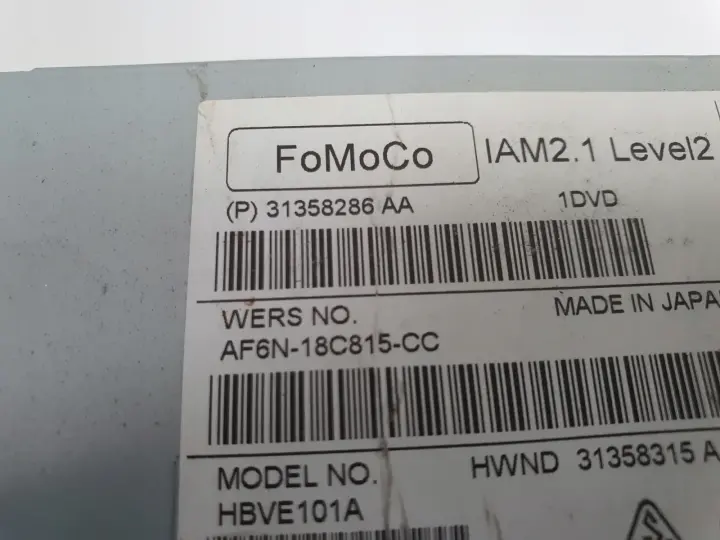 FoMoCo IAM2.1 Level2
(P) 31358286 AA 1DVD
WERS NO. MADE IN JAPA
AF6N-18C815-CC
MODEL NO. HWND 31358315 A
HBVE101A